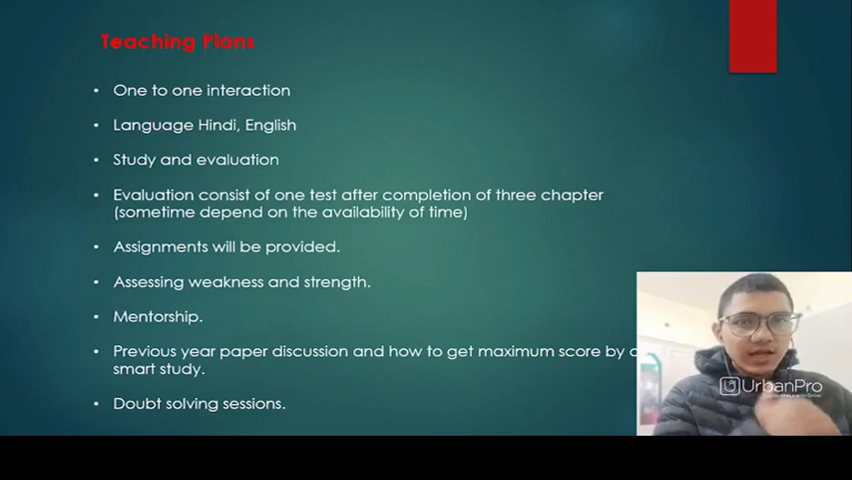 Teaching Plans
• One to one interaction
• Language Hindi, English
• Study and evaluation
• Evaluation consist of one test after completion of three chapter
(sometime depend on the availability of time)
• Assignments will be provided.
• Assessing weakness and strength.
• Mentorship.
• Previous year paper discussion and how to get maximum score by
smart study.
• Doubt solving sessions.
UrbanPro